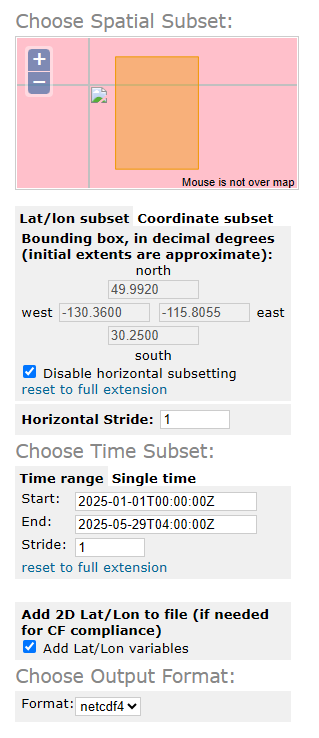 Choose Spatial Subset:
+
−
Mouse is not over map
Lat/lon subset Coordinate subset
Bounding box, in decimal degrees
(initial extents are approximate):
north
49.9920
west -130.3600 -115.8055 east
30.2500
south
Disable horizontal subsetting
reset to full extension
Horizontal Stride: 1
Choose Time Subset:
Time range Single time
Start: 2025-01-01T00:00:00Z
End: 2025-05-29T04:00:00Z
Stride: 1
reset to full extension
Add 2D Lat/Lon to file (if needed
for CF compliance)
Add Lat/Lon variables
Choose Output Format:
Format: netcdf4